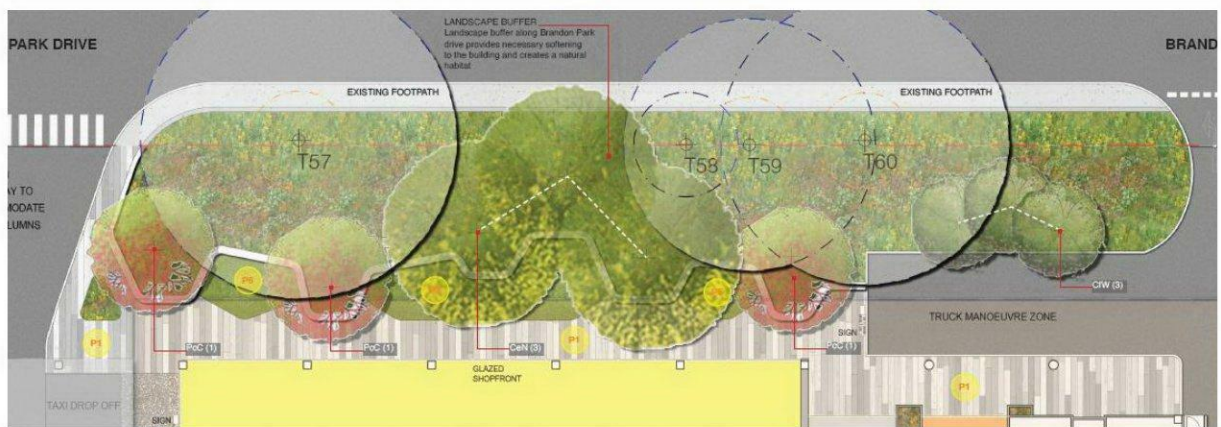 PARK DRIVE
LANDSCAPE BUFFER
Landscape buffer along Brandon Park
drive provides necessary softening
to the building and creates a natural
habitat
BRAND
EXISTING FOOTPATH
EXISTING FOOTPATH
T57
T58
T59
T60
AY TO
MODATE
LUMNS
CfW (3)
P1
PoC (1)
PoC (1)
CeN (3)
P1
PoC (1)
SIGN
TRUCK MANOEUVRE ZONE
GLAZED
SHOPFRONT
P1
TAXI DROP OFF
SIGN